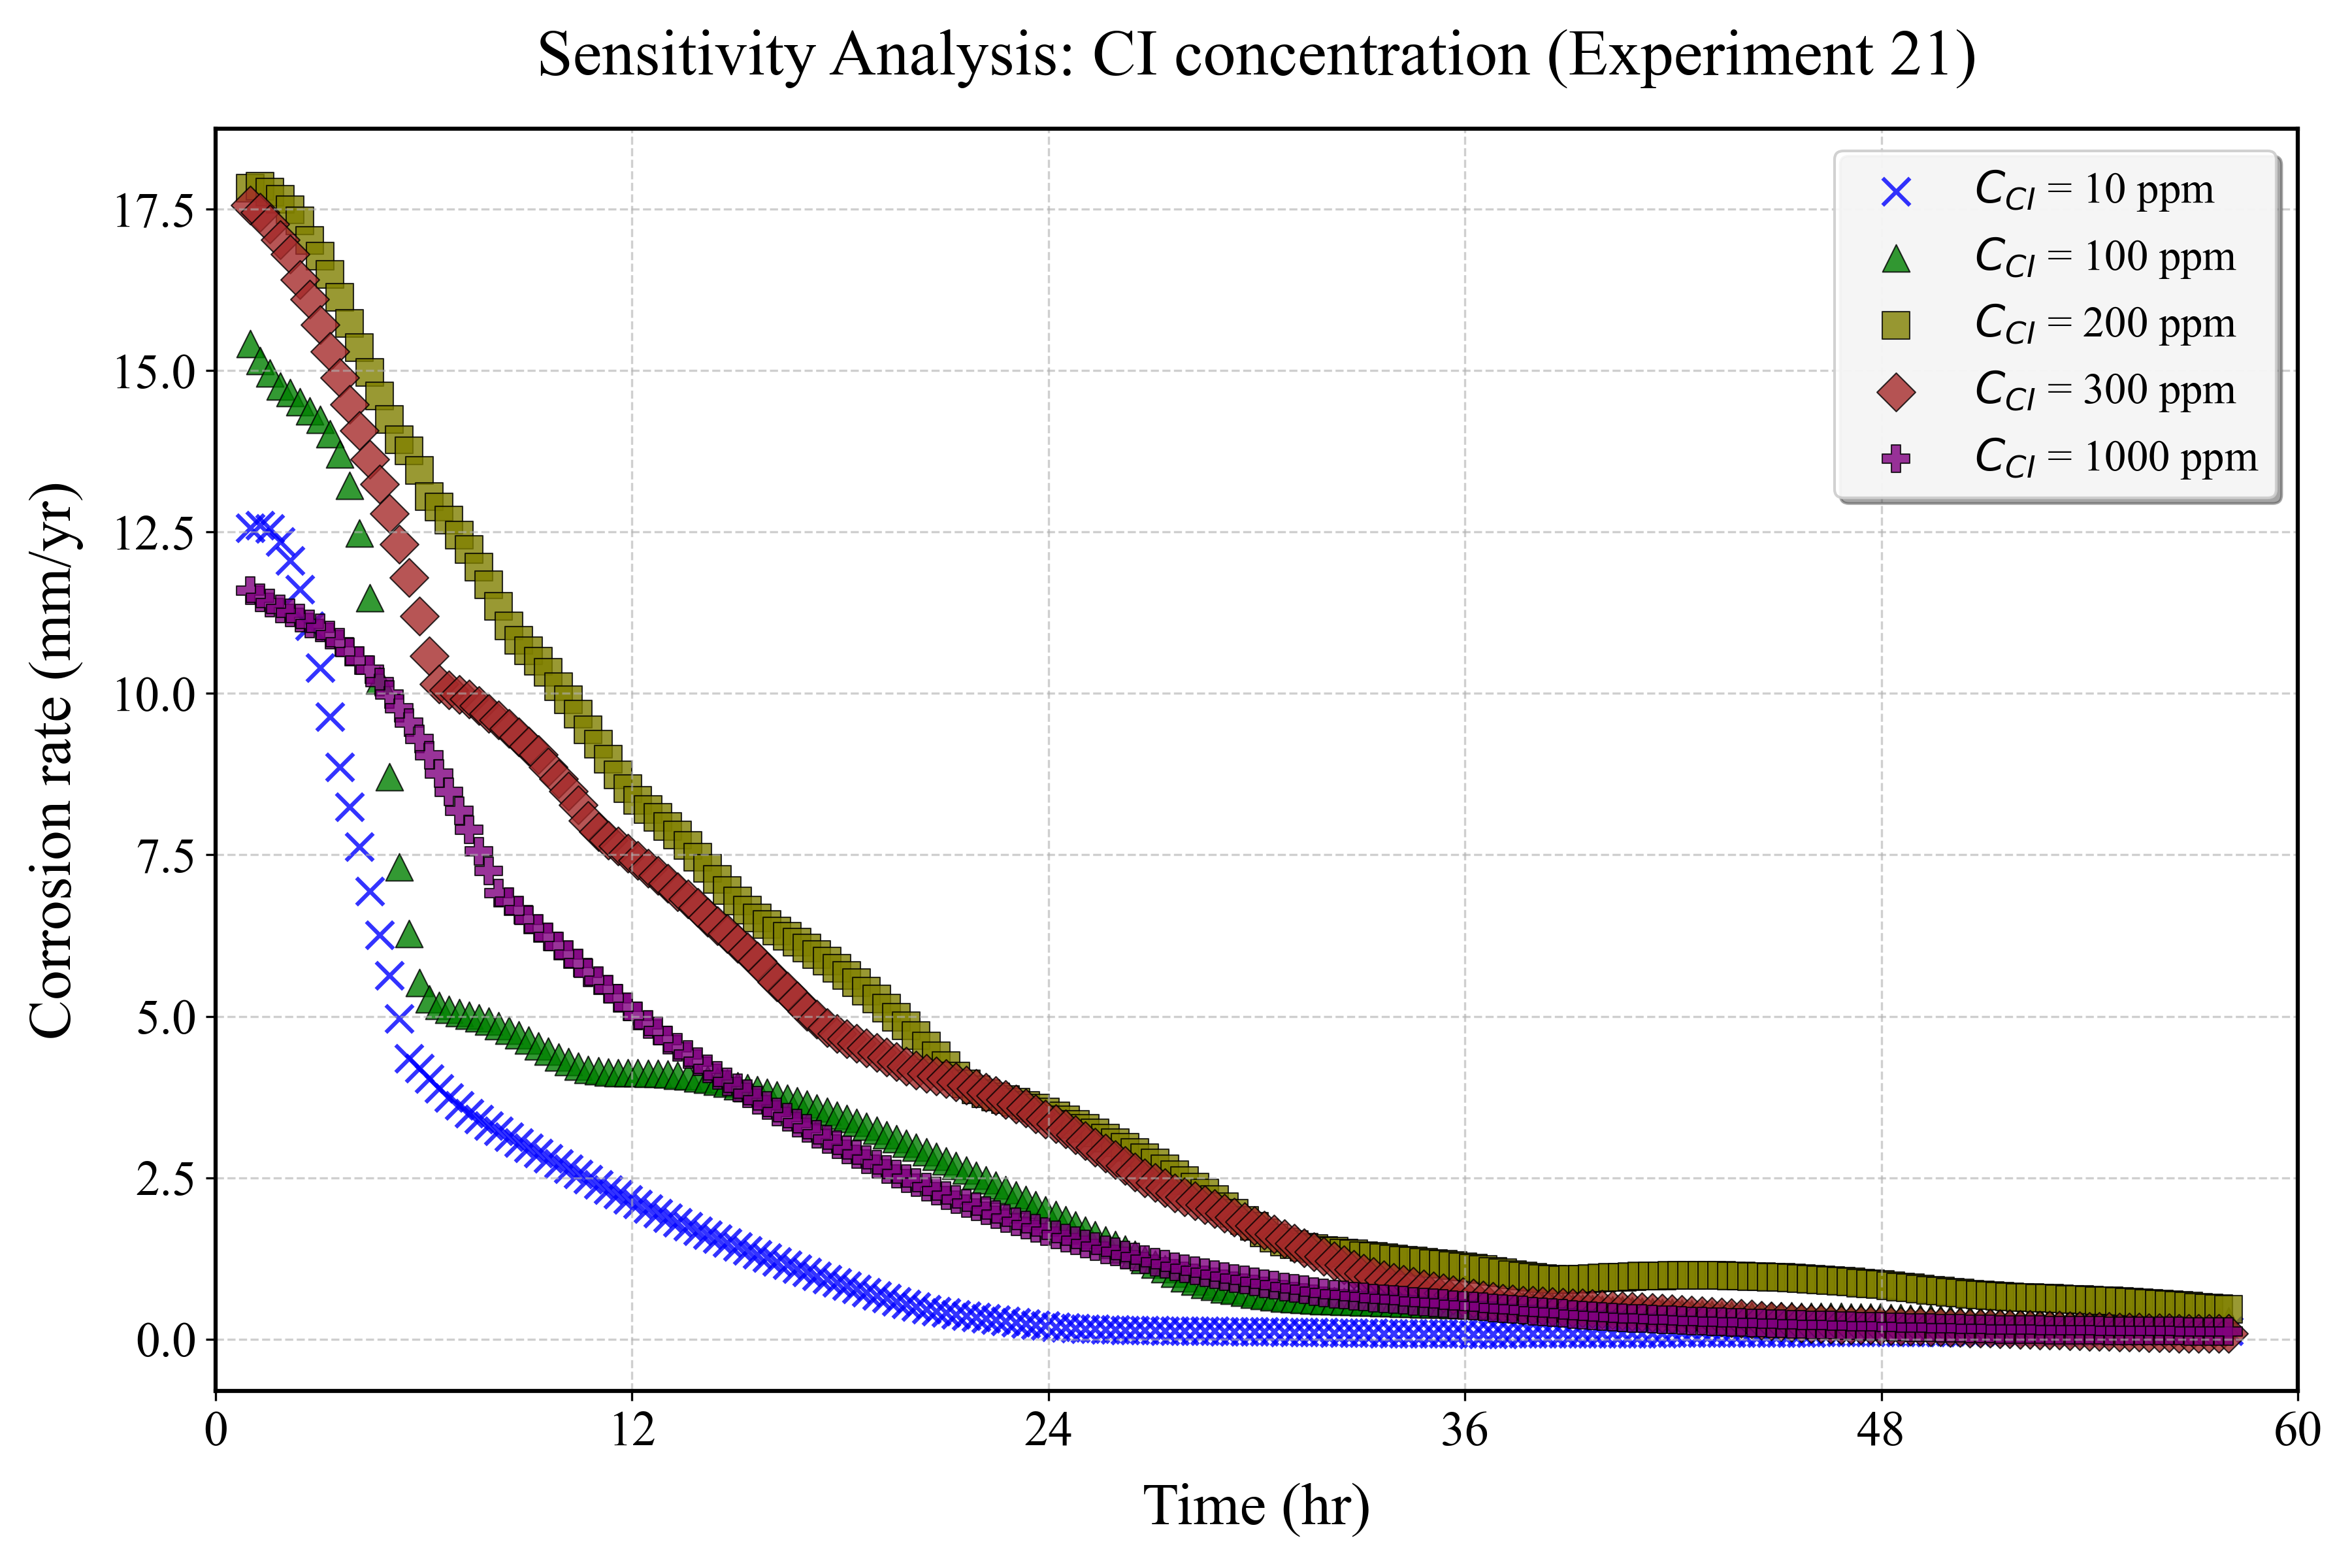 Sensitivity Analysis: CI concentration (Experiment 21)
C_CI = 10 ppm
C_CI = 100 ppm
C_CI = 200 ppm
C_CI = 300 ppm
C_CI = 1000 ppm
Corrosion rate (mm/yr)
17.5
15.0
12.5
10.0
7.5
5.0
2.5
0.0
0 12 24 36 48 60
Time (hr)